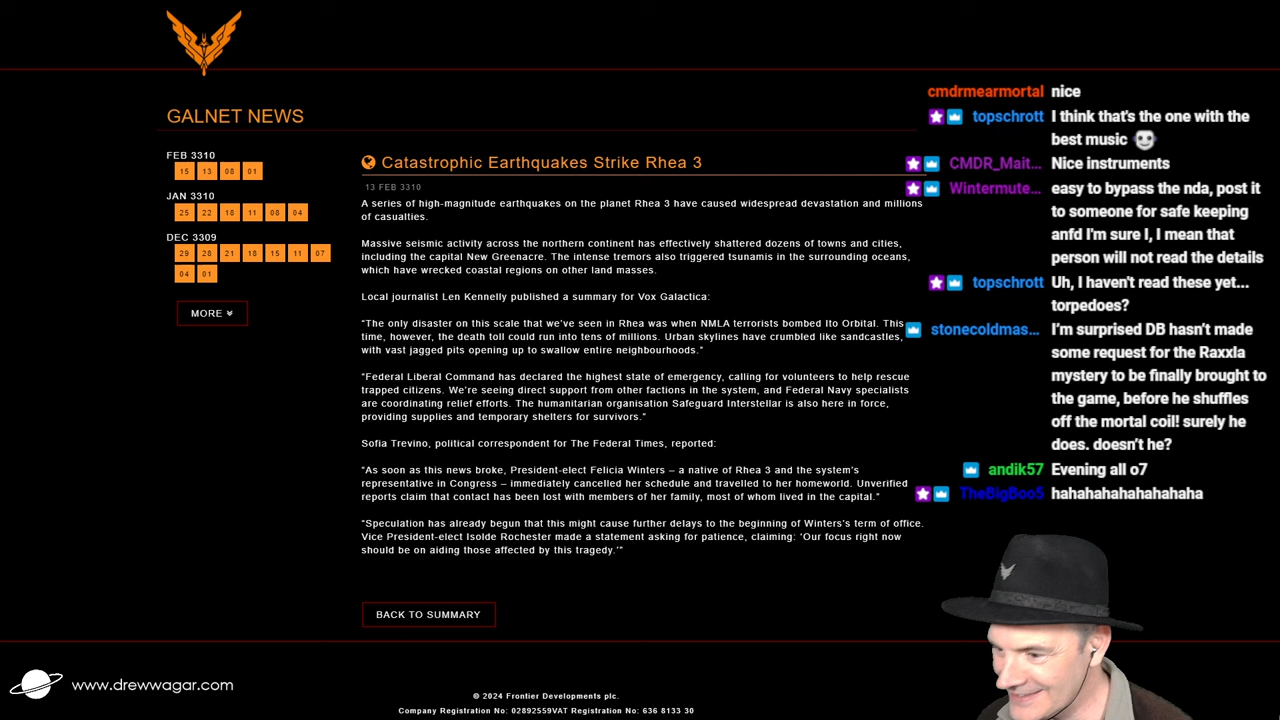 GALNET NEWS
FEB 3310
15 13 08 01
JAN 3310
25 22 18 11 08 04
DEC 3309
29 28 21 18 15 11 07
04 01
MORE
Catastrophic Earthquakes Strike Rhea 3
13 FEB 3310
A series of high-magnitude earthquakes on the planet Rhea 3 have caused widespread devastation and millions
of casualties.
Massive seismic activity across the northern continent has effectively shattered dozens of towns and cities,
including the capital New Greenacre. The intense tremors also triggered tsunamis in the surrounding oceans,
which have wrecked coastal regions on other land masses.
Local journalist Len Kennelly published a summary for Vox Galactica:
“The only disaster on this scale that we’ve seen in Rhea was when NMLA terrorists bombed Ito Orbital. This
time, however, the death toll could run into tens of millions. Urban skylines have crumbled like sandcastles,
with vast jagged pits opening up to swallow entire neighbourhoods.”
“Federal Liberal Command has declared the highest state of emergency, calling for volunteers to help rescue
trapped citizens. We’re seeing direct support from other factions in the system, and Federal Navy specialists
are coordinating relief efforts. The humanitarian organisation Safeguard Interstellar is also here in force,
providing supplies and temporary shelters for survivors.”
Sofia Trevino, political correspondent for The Federal Times, reported:
“As soon as this news broke, President-elect Felicia Winters – a native of Rhea 3 and the system’s
representative in Congress – immediately cancelled her schedule and travelled to her homeworld. Unverified
reports claim that contact has been lost with members of her family, most of whom lived in the capital.”
“Speculation has already begun that this might cause further delays to the beginning of Winters’s term of office.
Vice President-elect Isolde Rochester made a statement asking for patience, claiming: ‘Our focus right now
should be on aiding those affected by this tragedy.’”
BACK TO SUMMARY
cmdrmearmortal nice
topschrott I think that's the one with the
best music
CMDR_Mait... Nice instruments
Wintermute... easy to bypass the nda, post it
to someone for safe keeping
anfd I'm sure I, I mean that
person will not read the details
topschrott Uh, I haven't read these yet...
torpedoes?
stonecoldmas... I’m surprised DB hasn’t made
some request for the Raxxla
mystery to be finally brought to
the game, before he shuffles
off the mortal coil! surely he
does. doesn’t he?
andik57 Evening all o7
TheBigBoo5 hahahahahahahaha
www.drewwagar.com
© 2024 Frontier Developments plc.
Company Registration No: 02892559VAT Registration No: 636 8133 30